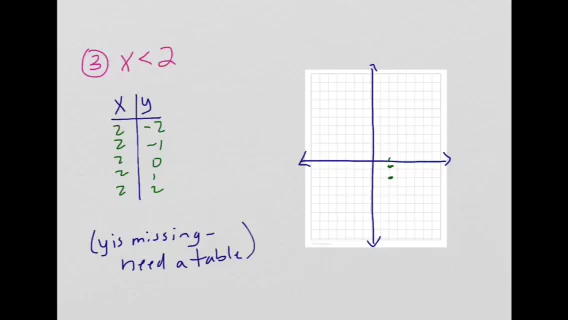 ③ x < 2
x y
2 -2
2 -1
2 0
2 1
2 2
(y is missing-
need a table)